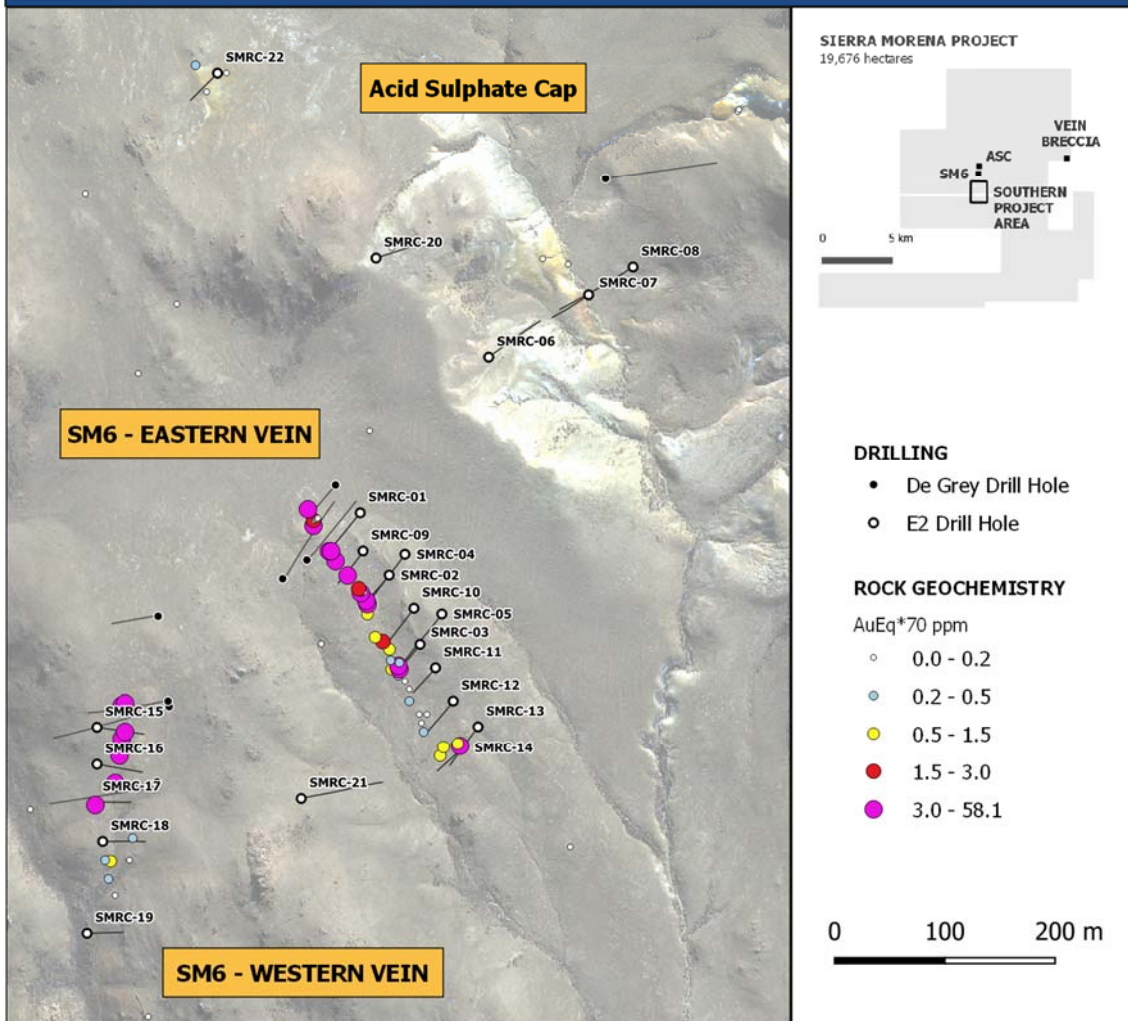 SMRC-22
Acid Sulphate Cap
SMRC-20
SMRC-08
SMRC-07
SMRC-06
SM6 - EASTERN VEIN
SMRC-01
SMRC-09
SMRC-04
SMRC-02
SMRC-10
SMRC-05
SMRC-03
SMRC-11
SMRC-12
SMRC-13
SMRC-14
SMRC-15
SMRC-16
SMRC-17
SMRC-21
SMRC-18
SMRC-19
SM6 - WESTERN VEIN
SIERRA MORENA PROJECT
19,676 hectares
VEIN
BRECCIA
ASC
SM6
SOUTHERN
PROJECT
AREA
0 5 km
DRILLING
De Grey Drill Hole
E2 Drill Hole
ROCK GEOCHEMISTRY
AuEq*70 ppm
0.0 - 0.2
0.2 - 0.5
0.5 - 1.5
1.5 - 3.0
3.0 - 58.1
0 100 200 m